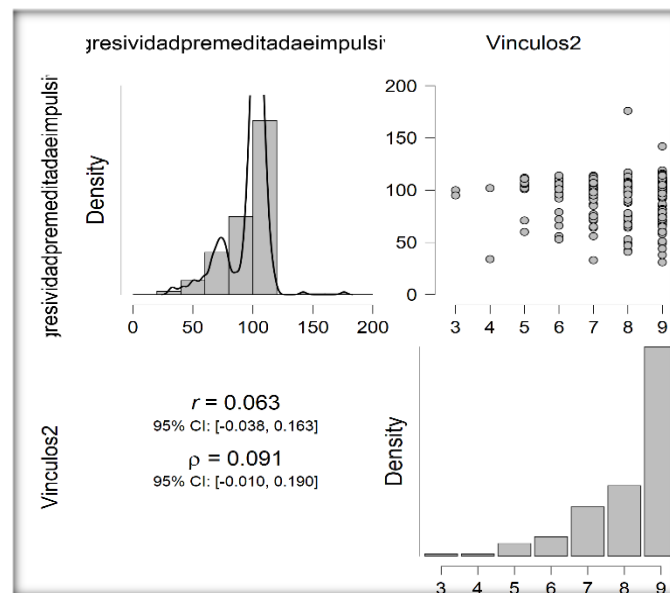 gresividadpremeditadaeimpulsiv
Vinculos2
gresividadpremeditadaeimpulsiv
Density
200
150
100
50
0
0 50 100 150 200
3 4 5 6 7 8 9
Vinculos2
r = 0.063
95% CI: [-0.038, 0.163]
ρ = 0.091
95% CI: [-0.010, 0.190]
Density
3 4 5 6 7 8 9